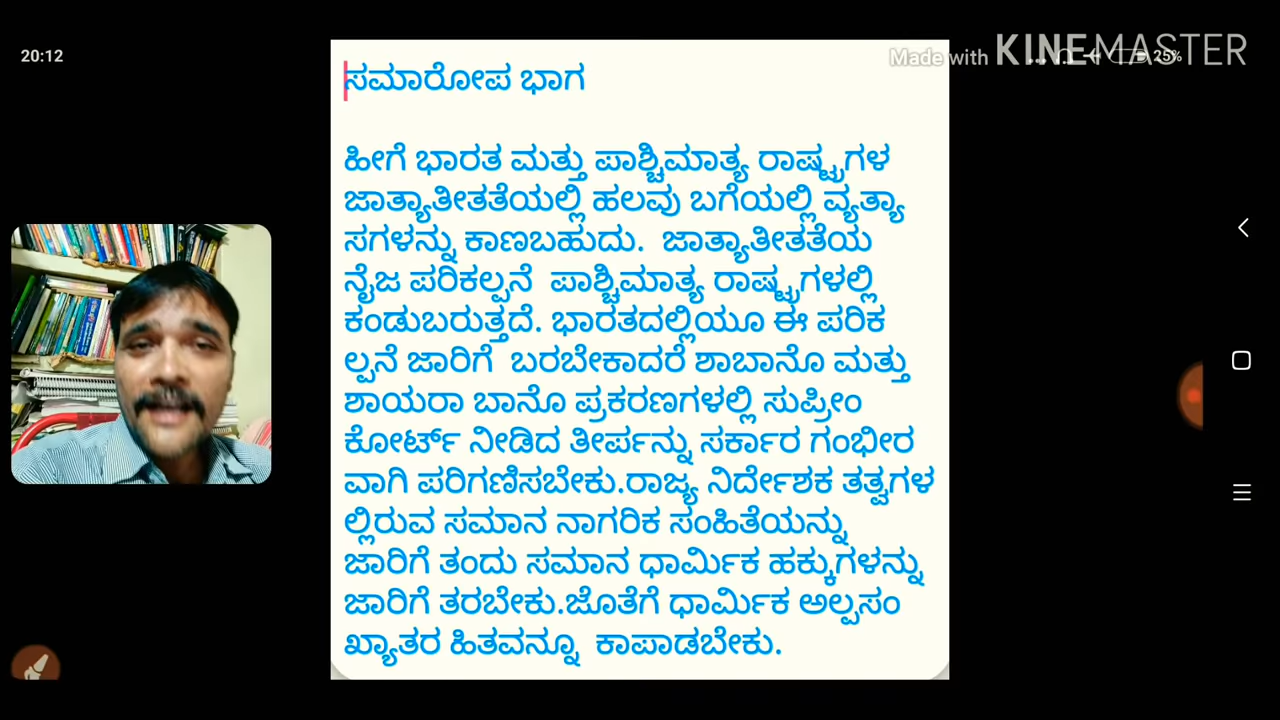 20:12
Made with KINEMASTER
25%
ಸಮಾರೋಪ ಭಾಗ
ಹೀಗೆ ಭಾರತ ಮತ್ತು ಪಾಶ್ಚಿಮಾತ್ಯ ರಾಷ್ಟ್ರಗಳ
ಜಾತ್ಯಾತೀತತೆಯಲ್ಲಿ ಹಲವು ಬಗೆಯಲ್ಲಿ ವ್ಯತ್ಯಾ
ಸಗಳನ್ನು ಕಾಣಬಹುದು. ಜಾತ್ಯಾತೀತತೆಯ
ನೈಜ ಪರಿಕಲ್ಪನೆ ಪಾಶ್ಚಿಮಾತ್ಯ ರಾಷ್ಟ್ರಗಳಲ್ಲಿ
ಕಂಡುಬರುತ್ತದೆ. ಭಾರತದಲ್ಲಿಯೂ ಈ ಪರಿಕ
ಲ್ಪನೆ ಜಾರಿಗೆ ಬರಬೇಕಾದರೆ ಶಾಬಾನೊ ಮತ್ತು
ಶಾಯರಾ ಬಾನೊ ಪ್ರಕರಣಗಳಲ್ಲಿ ಸುಪ್ರೀಂ
ಕೋರ್ಟ್ ನೀಡಿದ ತೀರ್ಪನ್ನು ಸರ್ಕಾರ ಗಂಭೀರ
ವಾಗಿ ಪರಿಗಣಿಸಬೇಕು.ರಾಜ್ಯ ನಿರ್ದೇಶಕ ತತ್ವಗಳ
ಲ್ಲಿರುವ ಸಮಾನ ನಾಗರಿಕ ಸಂಹಿತೆಯನ್ನು
ಜಾರಿಗೆ ತಂದು ಸಮಾನ ಧಾರ್ಮಿಕ ಹಕ್ಕುಗಳನ್ನು
ಜಾರಿಗೆ ತರಬೇಕು.ಜೊತೆಗೆ ಧಾರ್ಮಿಕ ಅಲ್ಪಸಂ
ಖ್ಯಾತರ ಹಿತವನ್ನೂ ಕಾಪಾಡಬೇಕು.